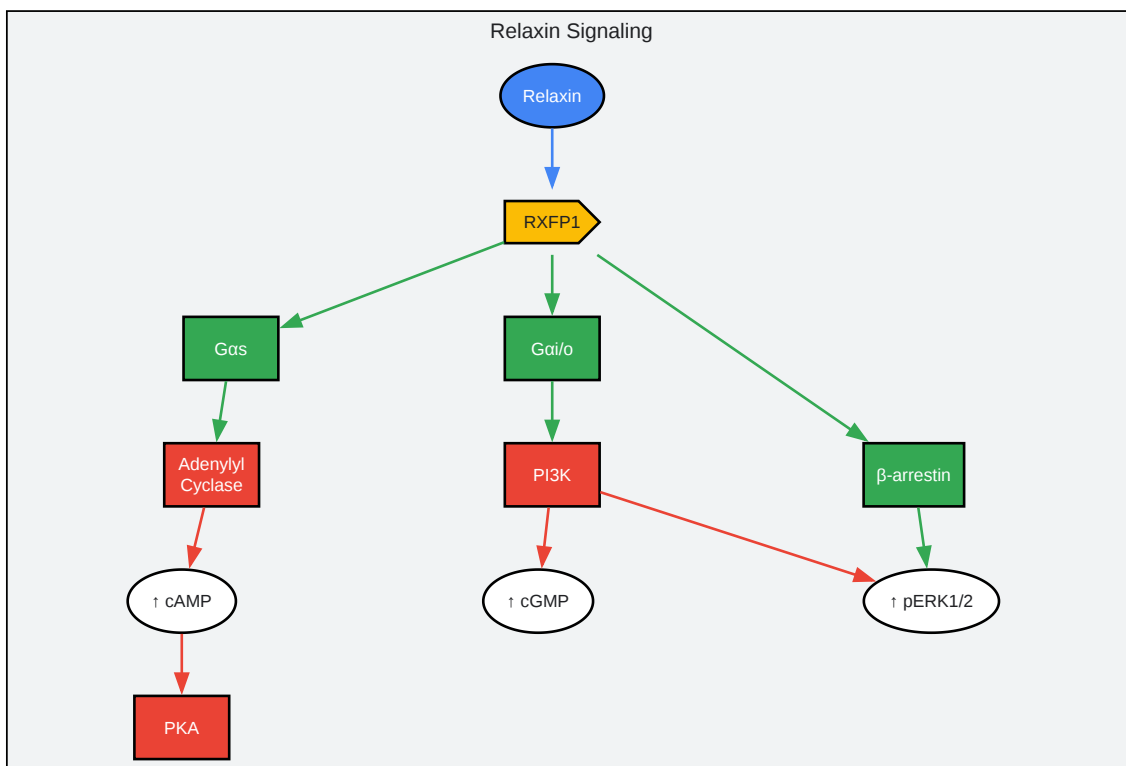 Relaxin Signaling
Relaxin
RXFP1
Gαs
Gαi/o
Adenylyl
Cyclase
PI3K
β-arrestin
↑ cAMP
↑ cGMP
↑ pERK1/2
PKA